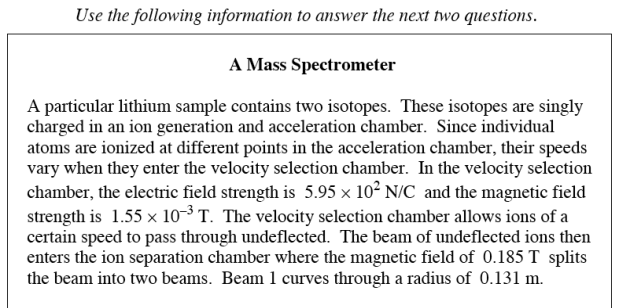 Use the following information to answer the next two questions.
A Mass Spectrometer
A particular lithium sample contains two isotopes. These isotopes are singly
charged in an ion generation and acceleration chamber. Since individual
atoms are ionized at different points in the acceleration chamber, their speeds
vary when they enter the velocity selection chamber. In the velocity selection
chamber, the electric field strength is 5.95 × 10² N/C and the magnetic field
strength is 1.55 × 10⁻³ T. The velocity selection chamber allows ions of a
certain speed to pass through undeflected. The beam of undeflected ions then
enters the ion separation chamber where the magnetic field of 0.185 T splits
the beam into two beams. Beam 1 curves through a radius of 0.131 m.